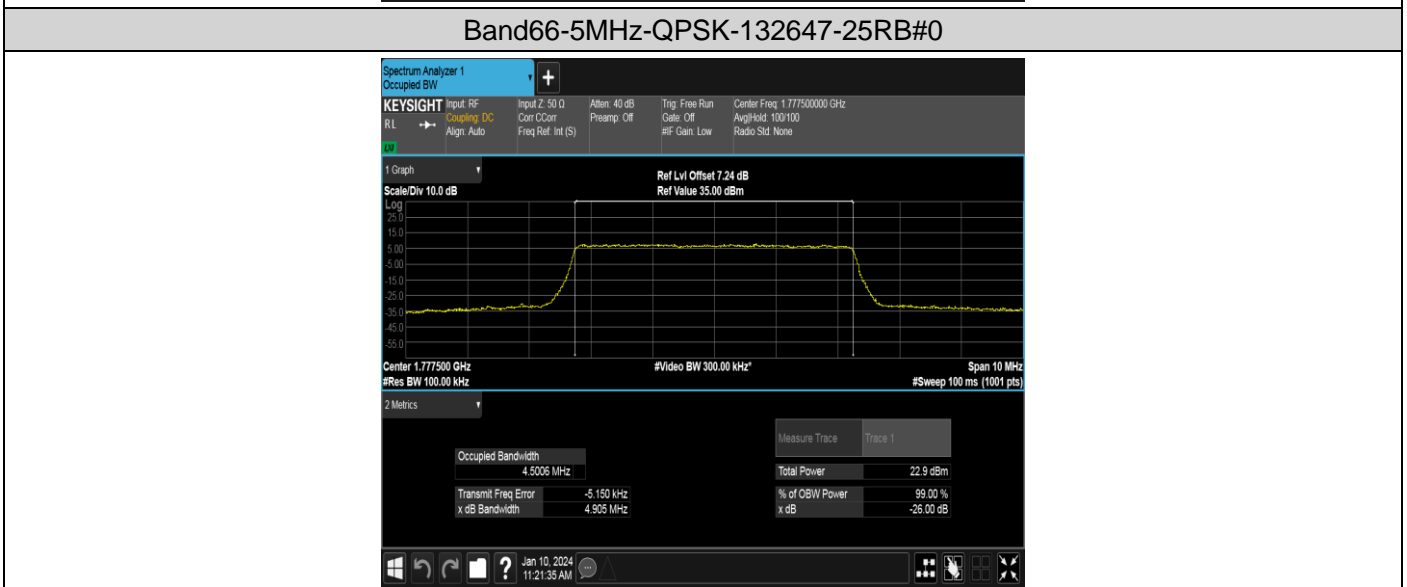 Band66-5MHz-QPSK-132647-25RB#0
Spectrum Analyzer 1
Occupied BW
KEYSIGHT
RL
LXI
Input: RF
Coupling: DC
Align: Auto
Input Z: 50 Ω
Corr CCorr
Freq Ref: Int (S)
Atten: 40 dB
Preamp: Off
Trig: Free Run
Gate: Off
#IF Gain: Low
Center Freq: 1.777500000 GHz
Avg|Hold: 100/100
Radio Std: None
1 Graph
Scale/Div 10.0 dB
Ref Lvl Offset 7.24 dB
Ref Value 35.00 dBm
Log
25.0
15.0
5.00
-5.00
-15.0
-25.0
-35.0
-45.0
-55.0
Center 1.777500 GHz
#Res BW 100.00 kHz
#Video BW 300.00 kHz*
Span 10 MHz
#Sweep 100 ms (1001 pts)
2 Metrics
Measure Trace Trace 1
Occupied Bandwidth
4.5006 MHz
Total Power 22.9 dBm
Transmit Freq Error -5.150 kHz
% of OBW Power 99.00 %
x dB Bandwidth 4.905 MHz
x dB -26.00 dB
Jan 10, 2024
11:21:35 AM